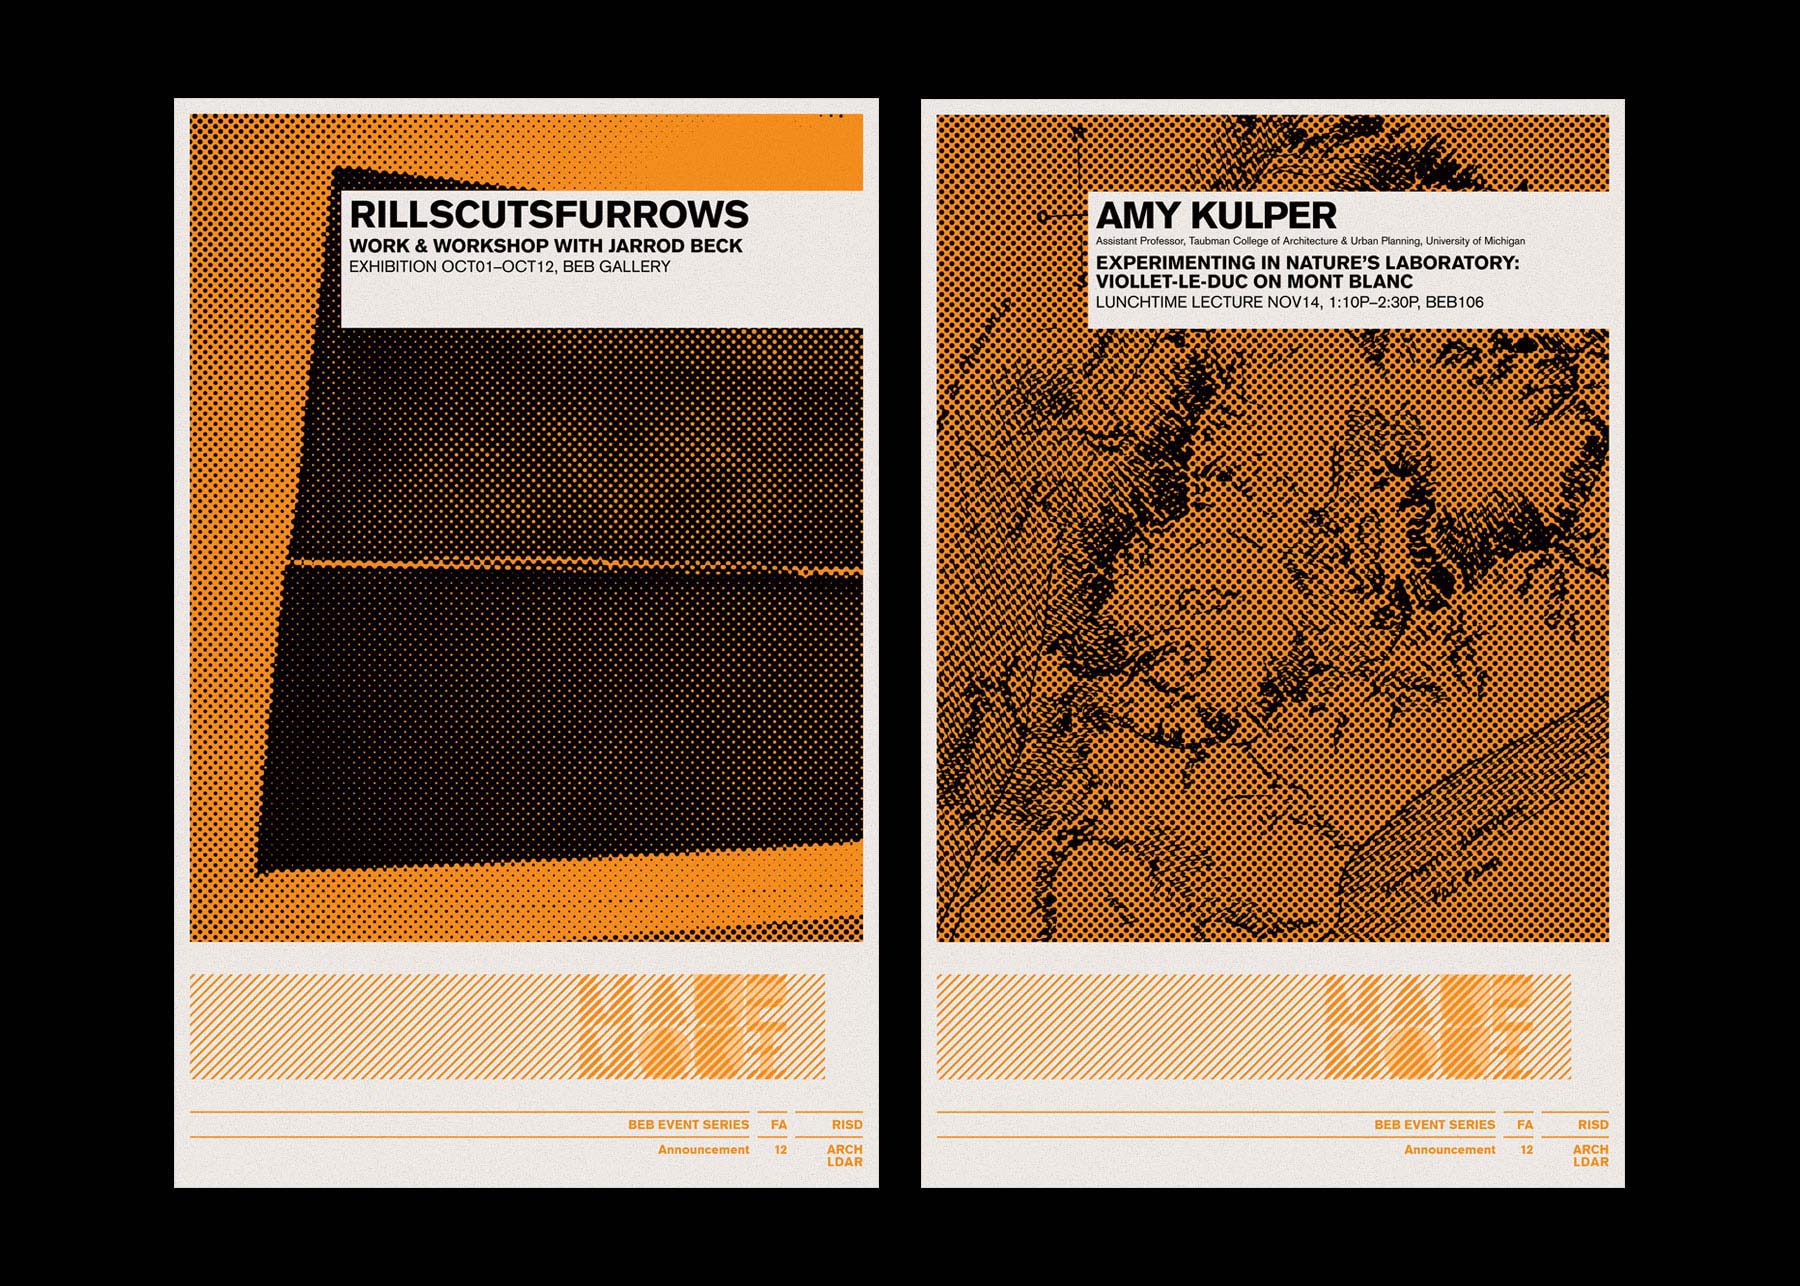 RILLSCUTSFURROWS
WORK & WORKSHOP WITH JARROD BECK
EXHIBITION OCT01–OCT12, BEB GALLERY
BEB EVENT SERIES FA RISD
Announcement 12 ARCH
LDAR
AMY KULPER
Assistant Professor, Taubman College of Architecture & Urban Planning, University of Michigan
EXPERIMENTING IN NATURE’S LABORATORY:
VIOLLET-LE-DUC ON MONT BLANC
LUNCHTIME LECTURE NOV14, 1:10P–2:30P, BEB106
BEB EVENT SERIES FA RISD
Announcement 12 ARCH
LDAR